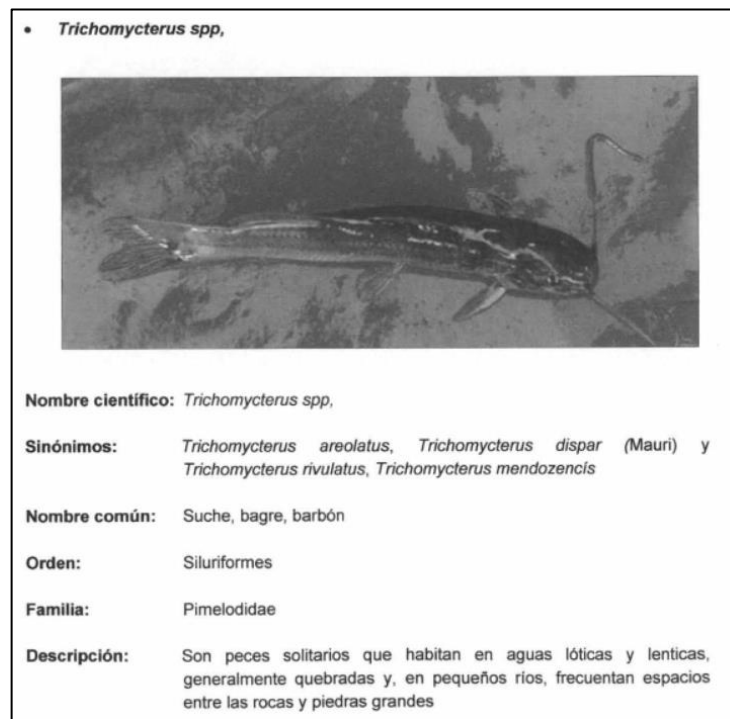 • Trichomycterus spp,
Nombre científico: Trichomycterus spp,
Sinónimos: Trichomycterus areolatus, Trichomycterus dispar (Mauri) y
Trichomycterus rivulatus, Trichomycterus mendozencís
Nombre común: Suche, bagre, barbón
Orden: Siluriformes
Familia: Pimelodidae
Descripción: Son peces solitarios que habitan en aguas lóticas y lenticas,
generalmente quebradas y, en pequeños ríos, frecuentan espacios
entre las rocas y piedras grandes